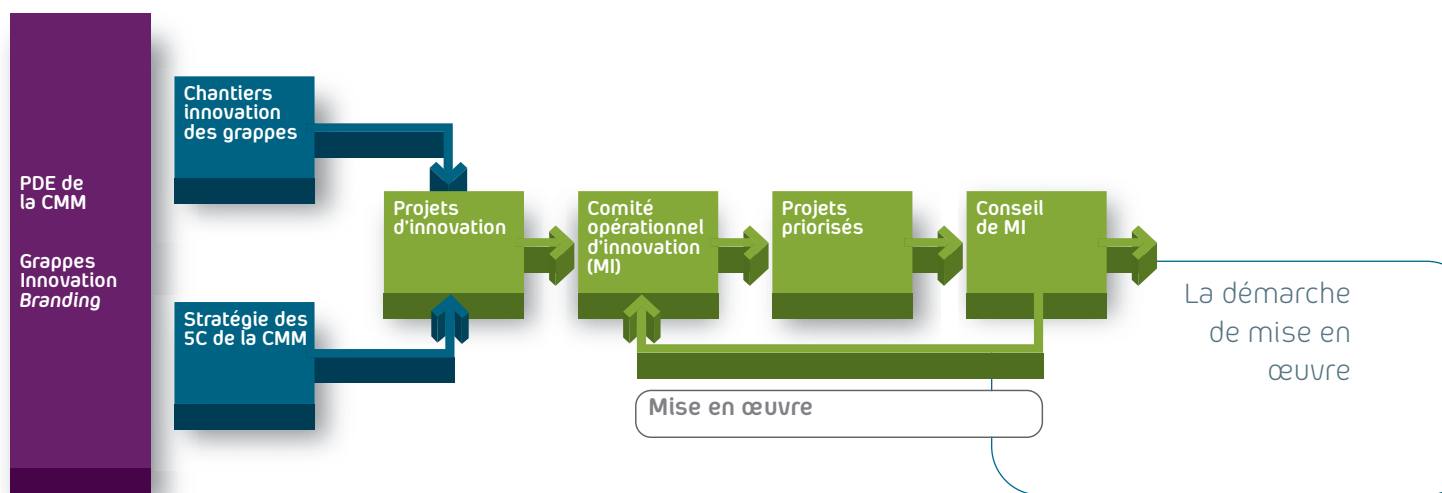 PDE de
la CMM
Grappes
Innovation
Branding
Chantiers
innovation
des grappes
Stratégie des
5C de la CMM
Projets
d'innovation
Comité
opérationnel
d'innovation
(MI)
Projets
priorisés
Conseil
de MI
Mise en œuvre
La démarche
de mise en
œuvre